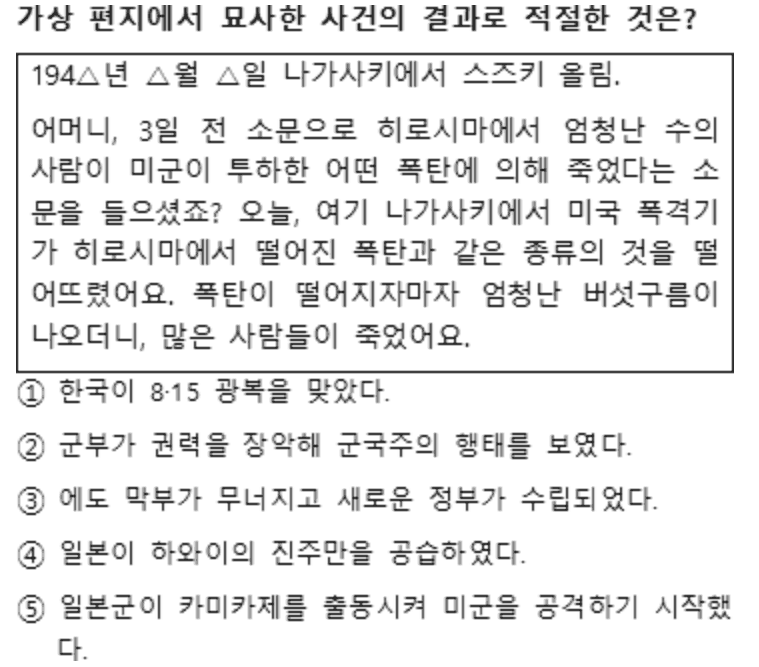 가상 편지에서 묘사한 사건의 결과로 적절한 것은?
194△년 △월 △일 나가사키에서 스즈키 올림.
어머니, 3일 전 소문으로 히로시마에서 엄청난 수의
사람이 미군이 투하한 어떤 폭탄에 의해 죽었다는 소
문을 들으셨죠? 오늘, 여기 나가사키에서 미국 폭격기
가 히로시마에서 떨어진 폭탄과 같은 종류의 것을 떨
어뜨렸어요. 폭탄이 떨어지자마자 엄청난 버섯구름이
나오더니, 많은 사람들이 죽었어요.
① 한국이 8·15 광복을 맞았다.
② 군부가 권력을 장악해 군국주의 행태를 보였다.
③ 에도 막부가 무너지고 새로운 정부가 수립되었다.
④ 일본이 하와이의 진주만을 공습하였다.
⑤ 일본군이 카미카제를 출동시켜 미군을 공격하기 시작했
다.